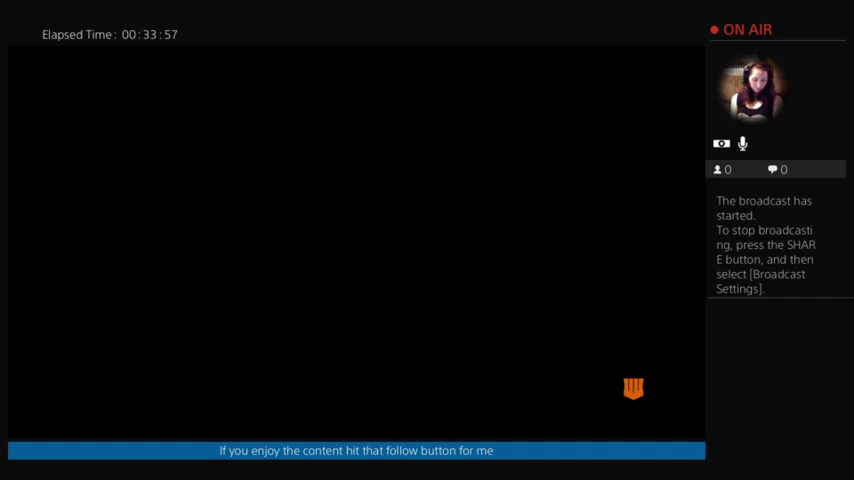 Elapsed Time: 00:33:57
ON AIR
0 0
The broadcast has
started.
To stop broadcasti
ng, press the SHAR
E button, and then
select [Broadcast
Settings].
If you enjoy the content hit that follow button for me